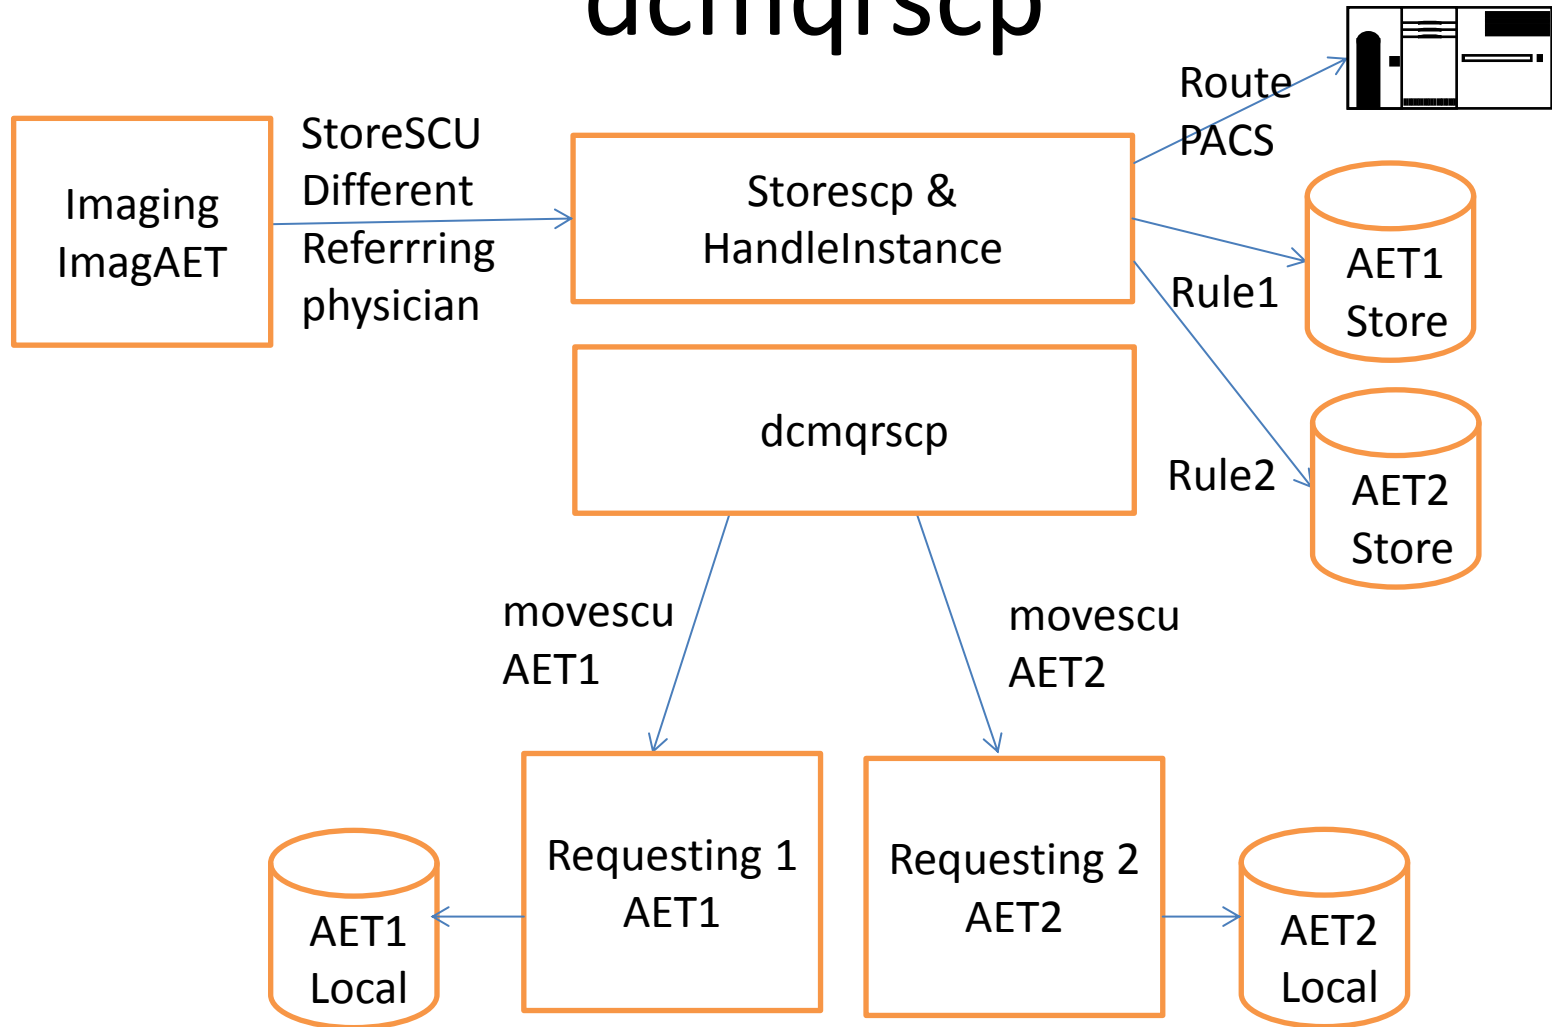 dcmqrscp
Route
PACS
StoreSCU
Different
Referrring
physician
Imaging
ImagAET
Storescp &
HandleInstance
AET1
Store
Rule1
dcmqrscp
Rule2
AET2
Store
movescu
AET1
movescu
AET2
Requesting 1
AET1
Requesting 2
AET2
AET1
Local
AET2
Local